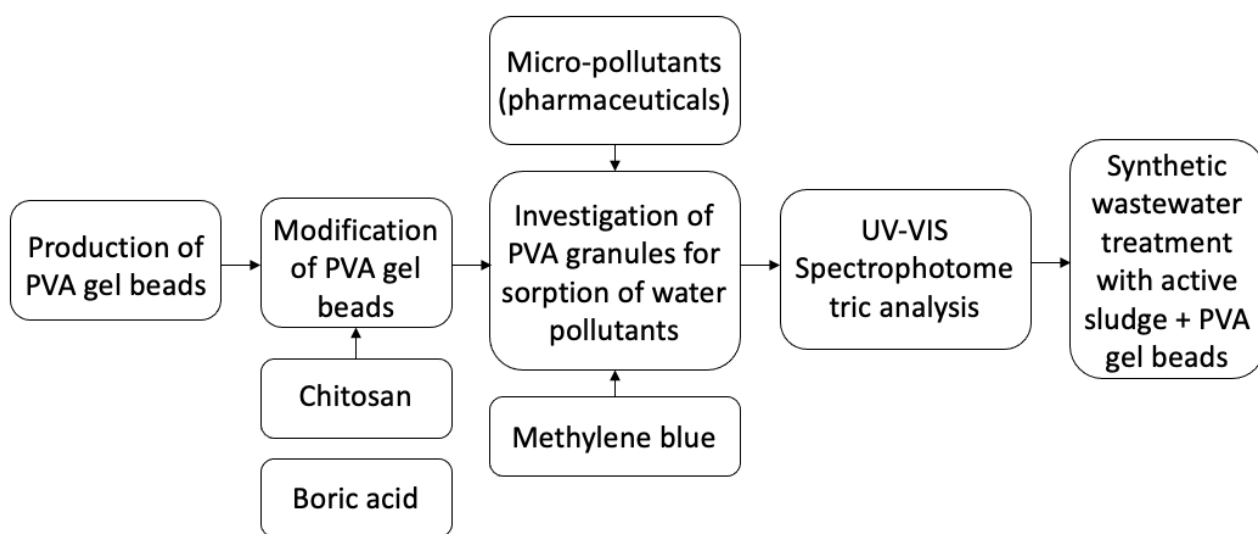 Micro-pollutants
(pharmaceuticals)
Production of
PVA gel beads
Modification
of PVA gel
beads
Investigation of
PVA granules for
sorption of water
pollutants
UV-VIS
Spectrophotome
tric analysis
Synthetic
wastewater
treatment
with active
sludge + PVA
gel beads
Chitosan
Methylene blue
Boric acid